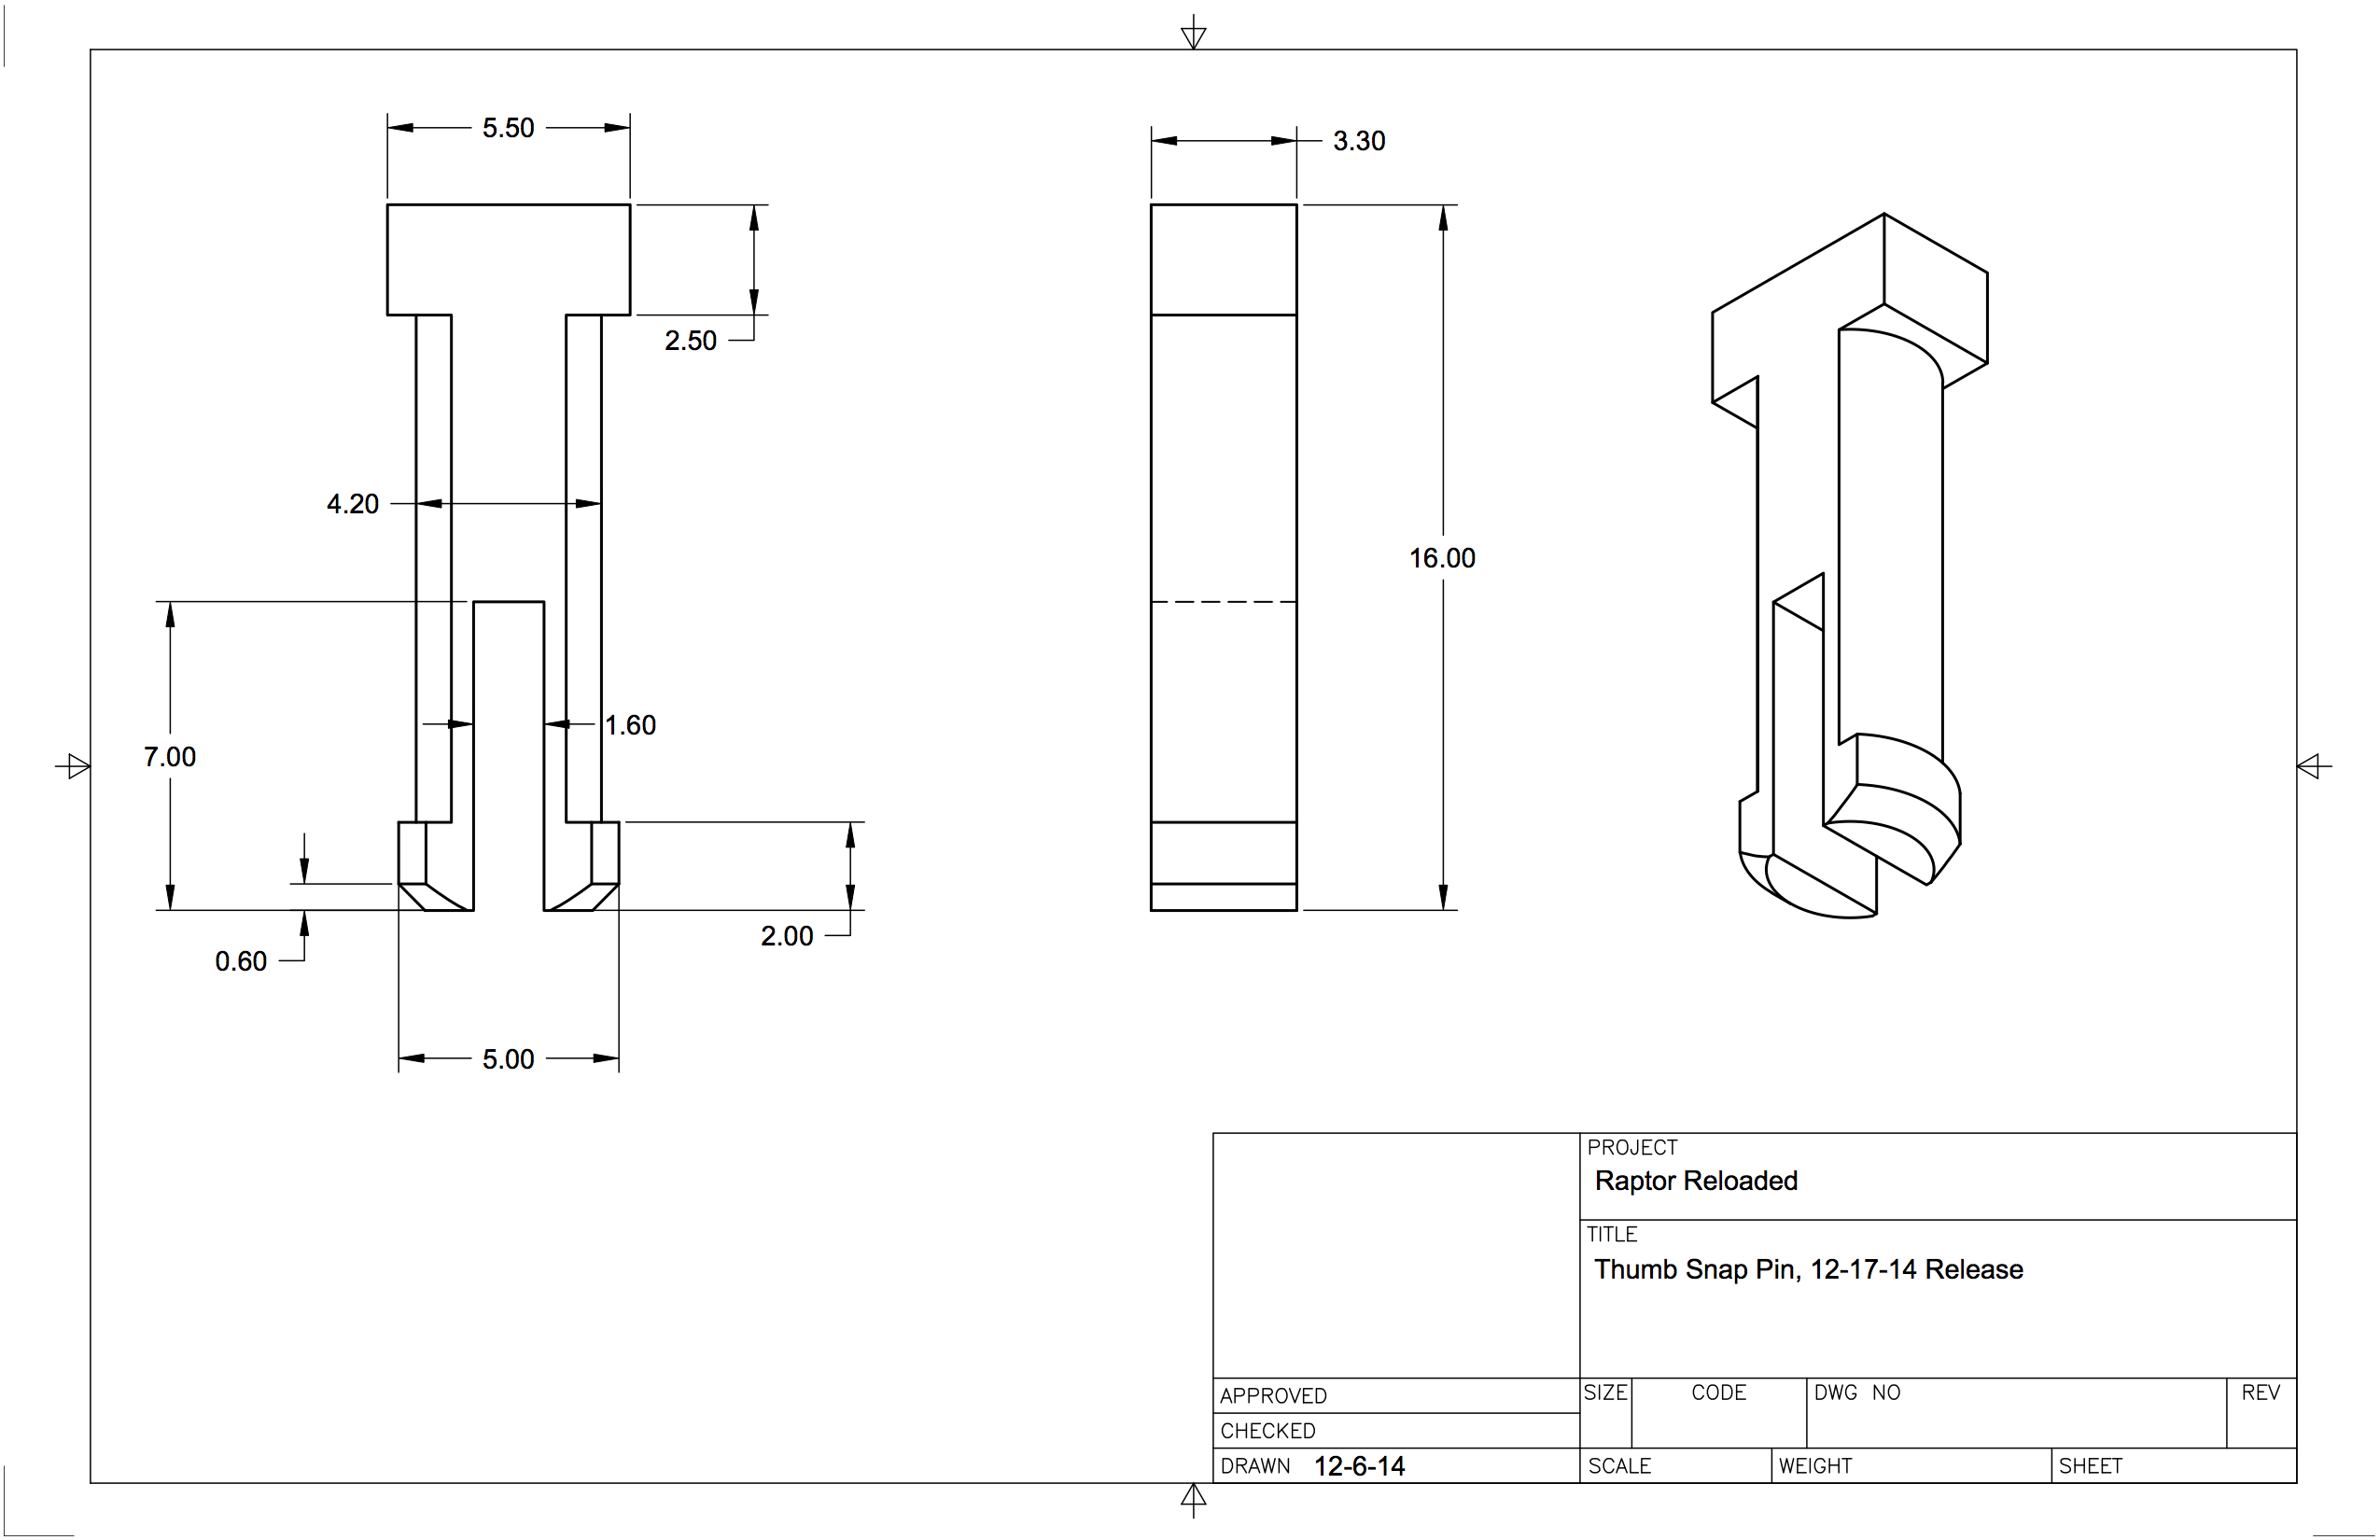 5.50
3.30
2.50
4.20
16.00
1.60
7.00
2.00
0.60
5.00
PROJECT
Raptor Reloaded
TITLE
Thumb Snap Pin, 12-17-14 Release
APPROVED
SIZE CODE DWG NO REV
CHECKED
DRAWN 12-6-14 SCALE WEIGHT SHEET